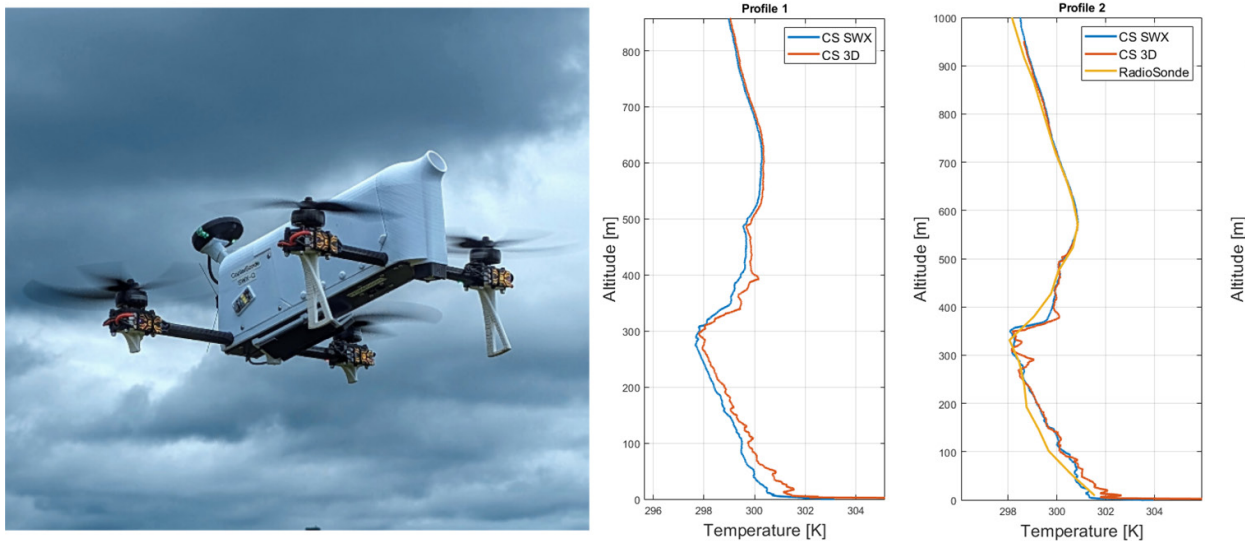 CopterSonde
SWX-D
Profile 1
CS SWX
CS 3D
800
700
600
500
400
300
200
100
0
Altitude [m]
296
298
300
302
304
Temperature [K]
Profile 2
CS SWX
CS 3D
RadioSonde
1000
900
800
700
600
500
400
300
200
100
0
Altitude [m]
298
300
302
304
Temperature [K]
Altitude [m]